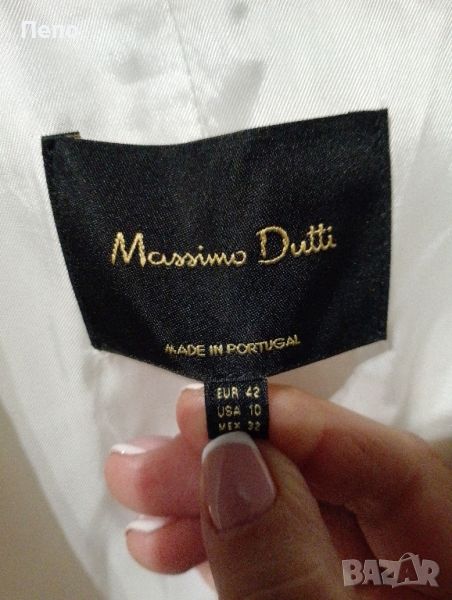 Пепо
Massimo Dutti
MADE IN PORTUGAL
EUR 42
USA 10
MEX 32
BAZAR